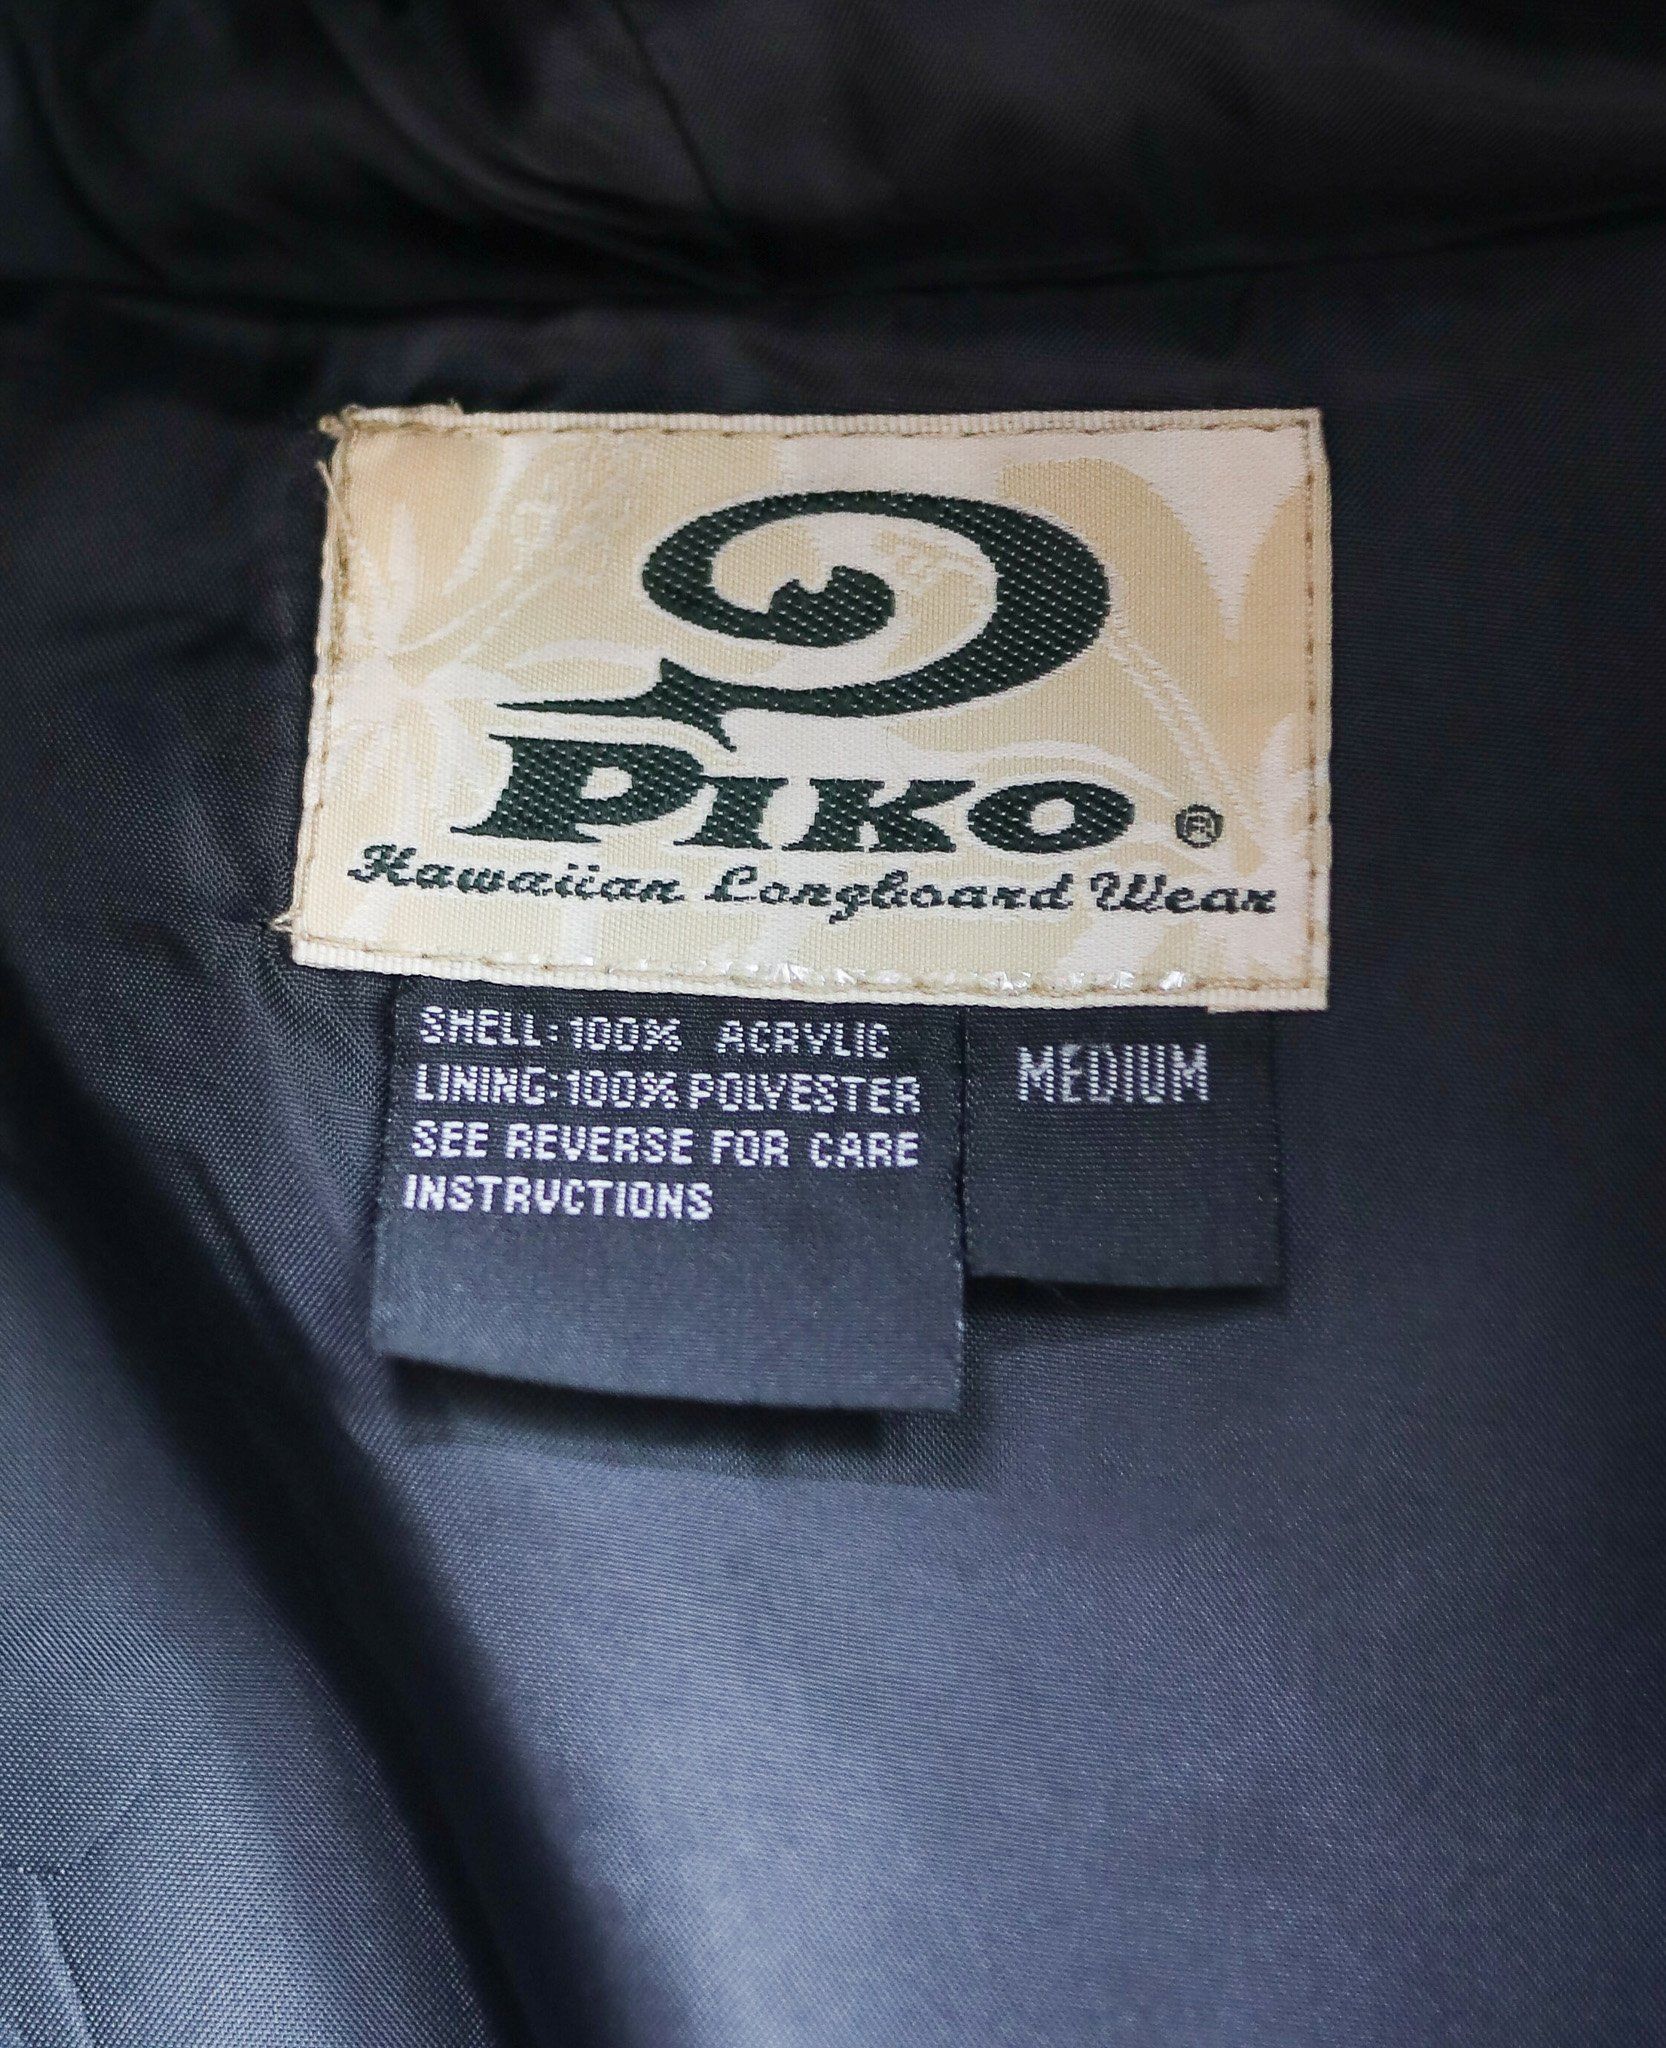 PIKO ®
Hawaiian Longboard Wear
SHELL: 100% ACRYLIC
LINING: 100% POLYESTER
SEE REVERSE FOR CARE
INSTRUCTIONS
MEDIUM